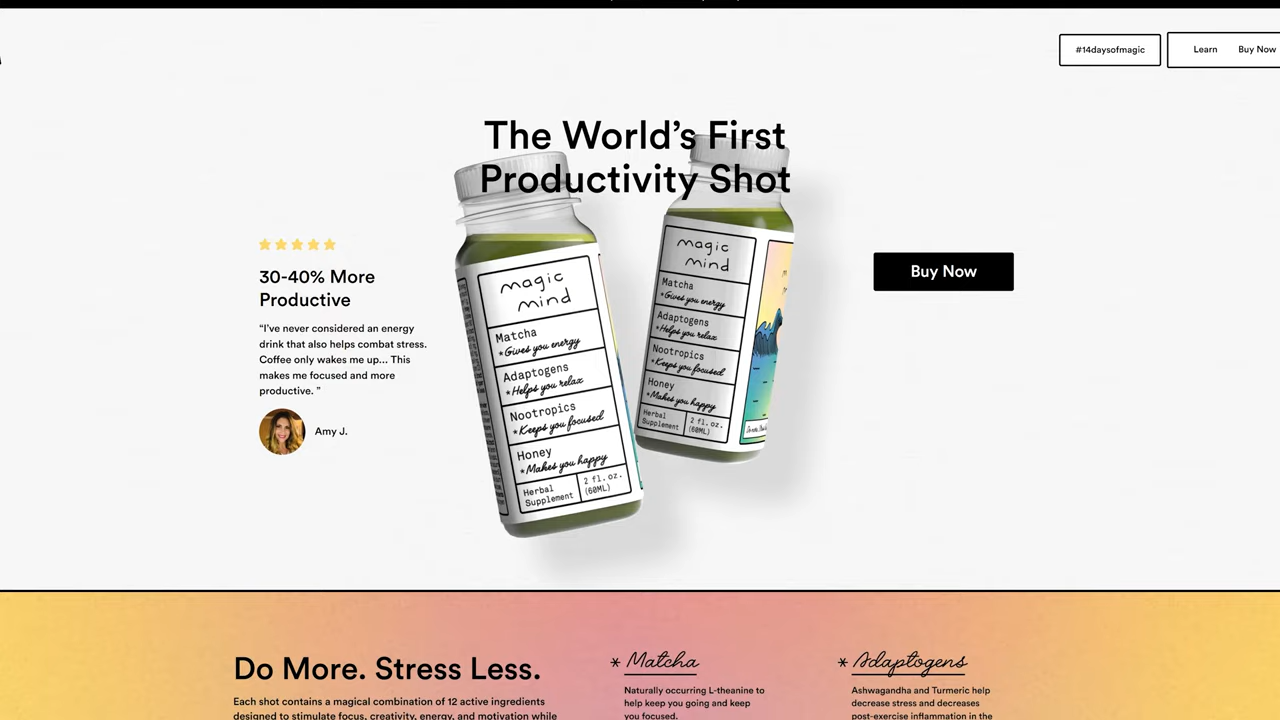 #14daysofmagic
Learn
Buy Now
The World's First
Productivity Shot
30-40% More
Productive
“I've never considered an energy
drink that also helps combat stress.
Coffee only wakes me up... This
makes me focused and more
productive. ”
Amy J.
magic
mind
Matcha
*Gives you energy
Adaptogens
*Helps you relax
Nootropics
*Keeps you focused
Honey
*Makes you happy
Herbal
Supplement
2 fl. oz.
(60ML)
magic
mind
Matcha
*Gives you energy
Adaptogens
*Helps you relax
Nootropics
*Keeps you focused
Honey
*Makes you happy
Herbal
Supplement
2 fl. oz.
(60ML)
Buy Now
Do More. Stress Less.
Each shot contains a magical combination of 12 active ingredients
designed to stimulate focus, creativity, energy, and motivation while
* Matcha
Naturally occurring L-theanine to
help keep you going and keep
you focused.
* Adaptogens
Ashwagandha and Turmeric help
decrease stress and decreases
post-exercise inflammation in the